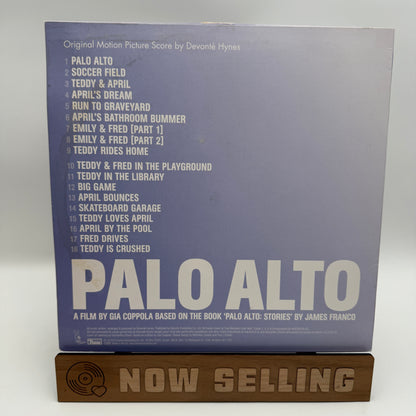 Original Motion Picture Score by Devonté Hynes
1 PALO ALTO
2 SOCCER FIELD
3 TEDDY & APRIL
4 APRIL'S DREAM
5 RUN TO GRAVEYARD
6 APRIL'S BATHROOM BUMMER
7 EMILY & FRED [PART 1]
8 EMILY & FRED [PART 2]
9 TEDDY RIDES HOME
10 TEDDY & FRED IN THE PLAYGROUND
11 TEDDY IN THE LIBRARY
12 BIG GAME
13 APRIL BOUNCES
14 SKATEBOARD GARAGE
15 TEDDY LOVES APRIL
16 APRIL BY THE POOL
17 FRED DRIVES
18 TEDDY IS CRUSHED
PALO ALTO
A FILM BY GIA COPPOLA BASED ON THE BOOK 'PALO ALTO: STORIES' BY JAMES FRANCO
NOW SELLING